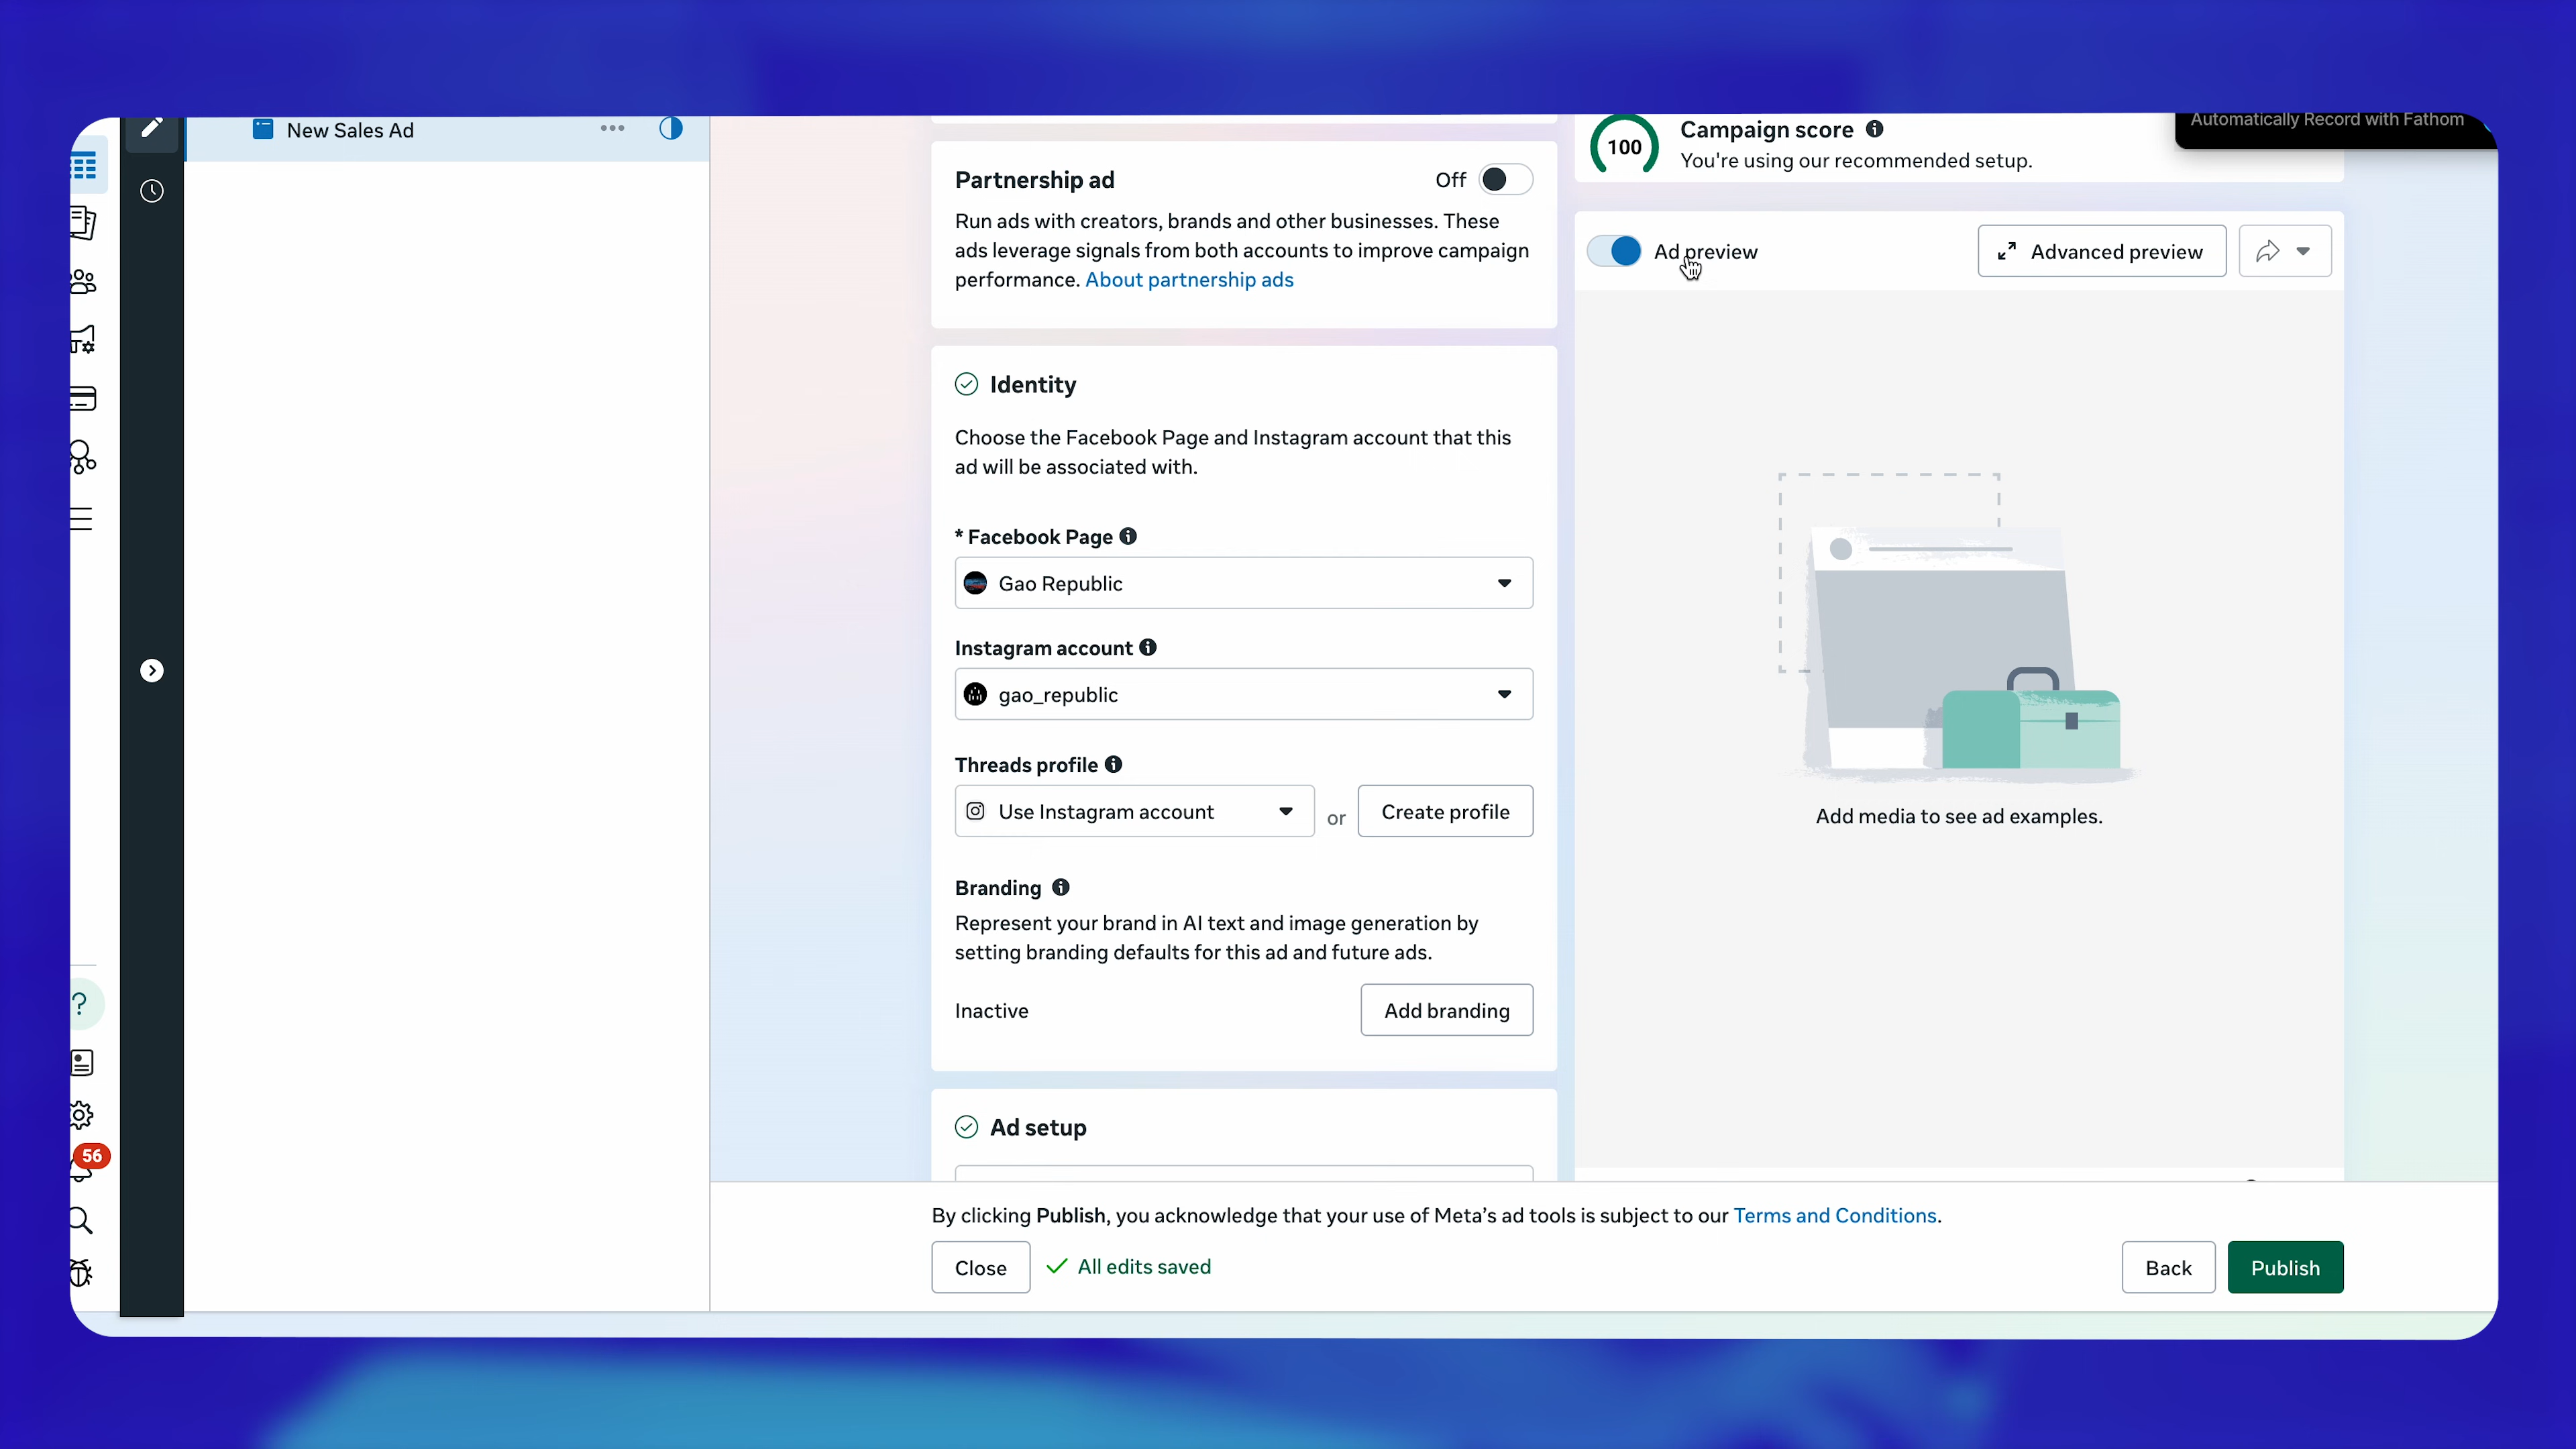 New Sales Ad
Automatically Record with Fathom
100
Campaign score
You're using our recommended setup.
Partnership ad
Off
Run ads with creators, brands and other businesses. These
ads leverage signals from both accounts to improve campaign
performance. About partnership ads
Ad preview
Advanced preview
Identity
Choose the Facebook Page and Instagram account that this
ad will be associated with.
* Facebook Page
Gao Republic
Instagram account
gao_republic
Threads profile
Use Instagram account
or
Create profile
Add media to see ad examples.
Branding
Represent your brand in AI text and image generation by
setting branding defaults for this ad and future ads.
Inactive
Add branding
Ad setup
56
By clicking Publish, you acknowledge that your use of Meta's ad tools is subject to our Terms and Conditions.
Close
All edits saved
Back
Publish